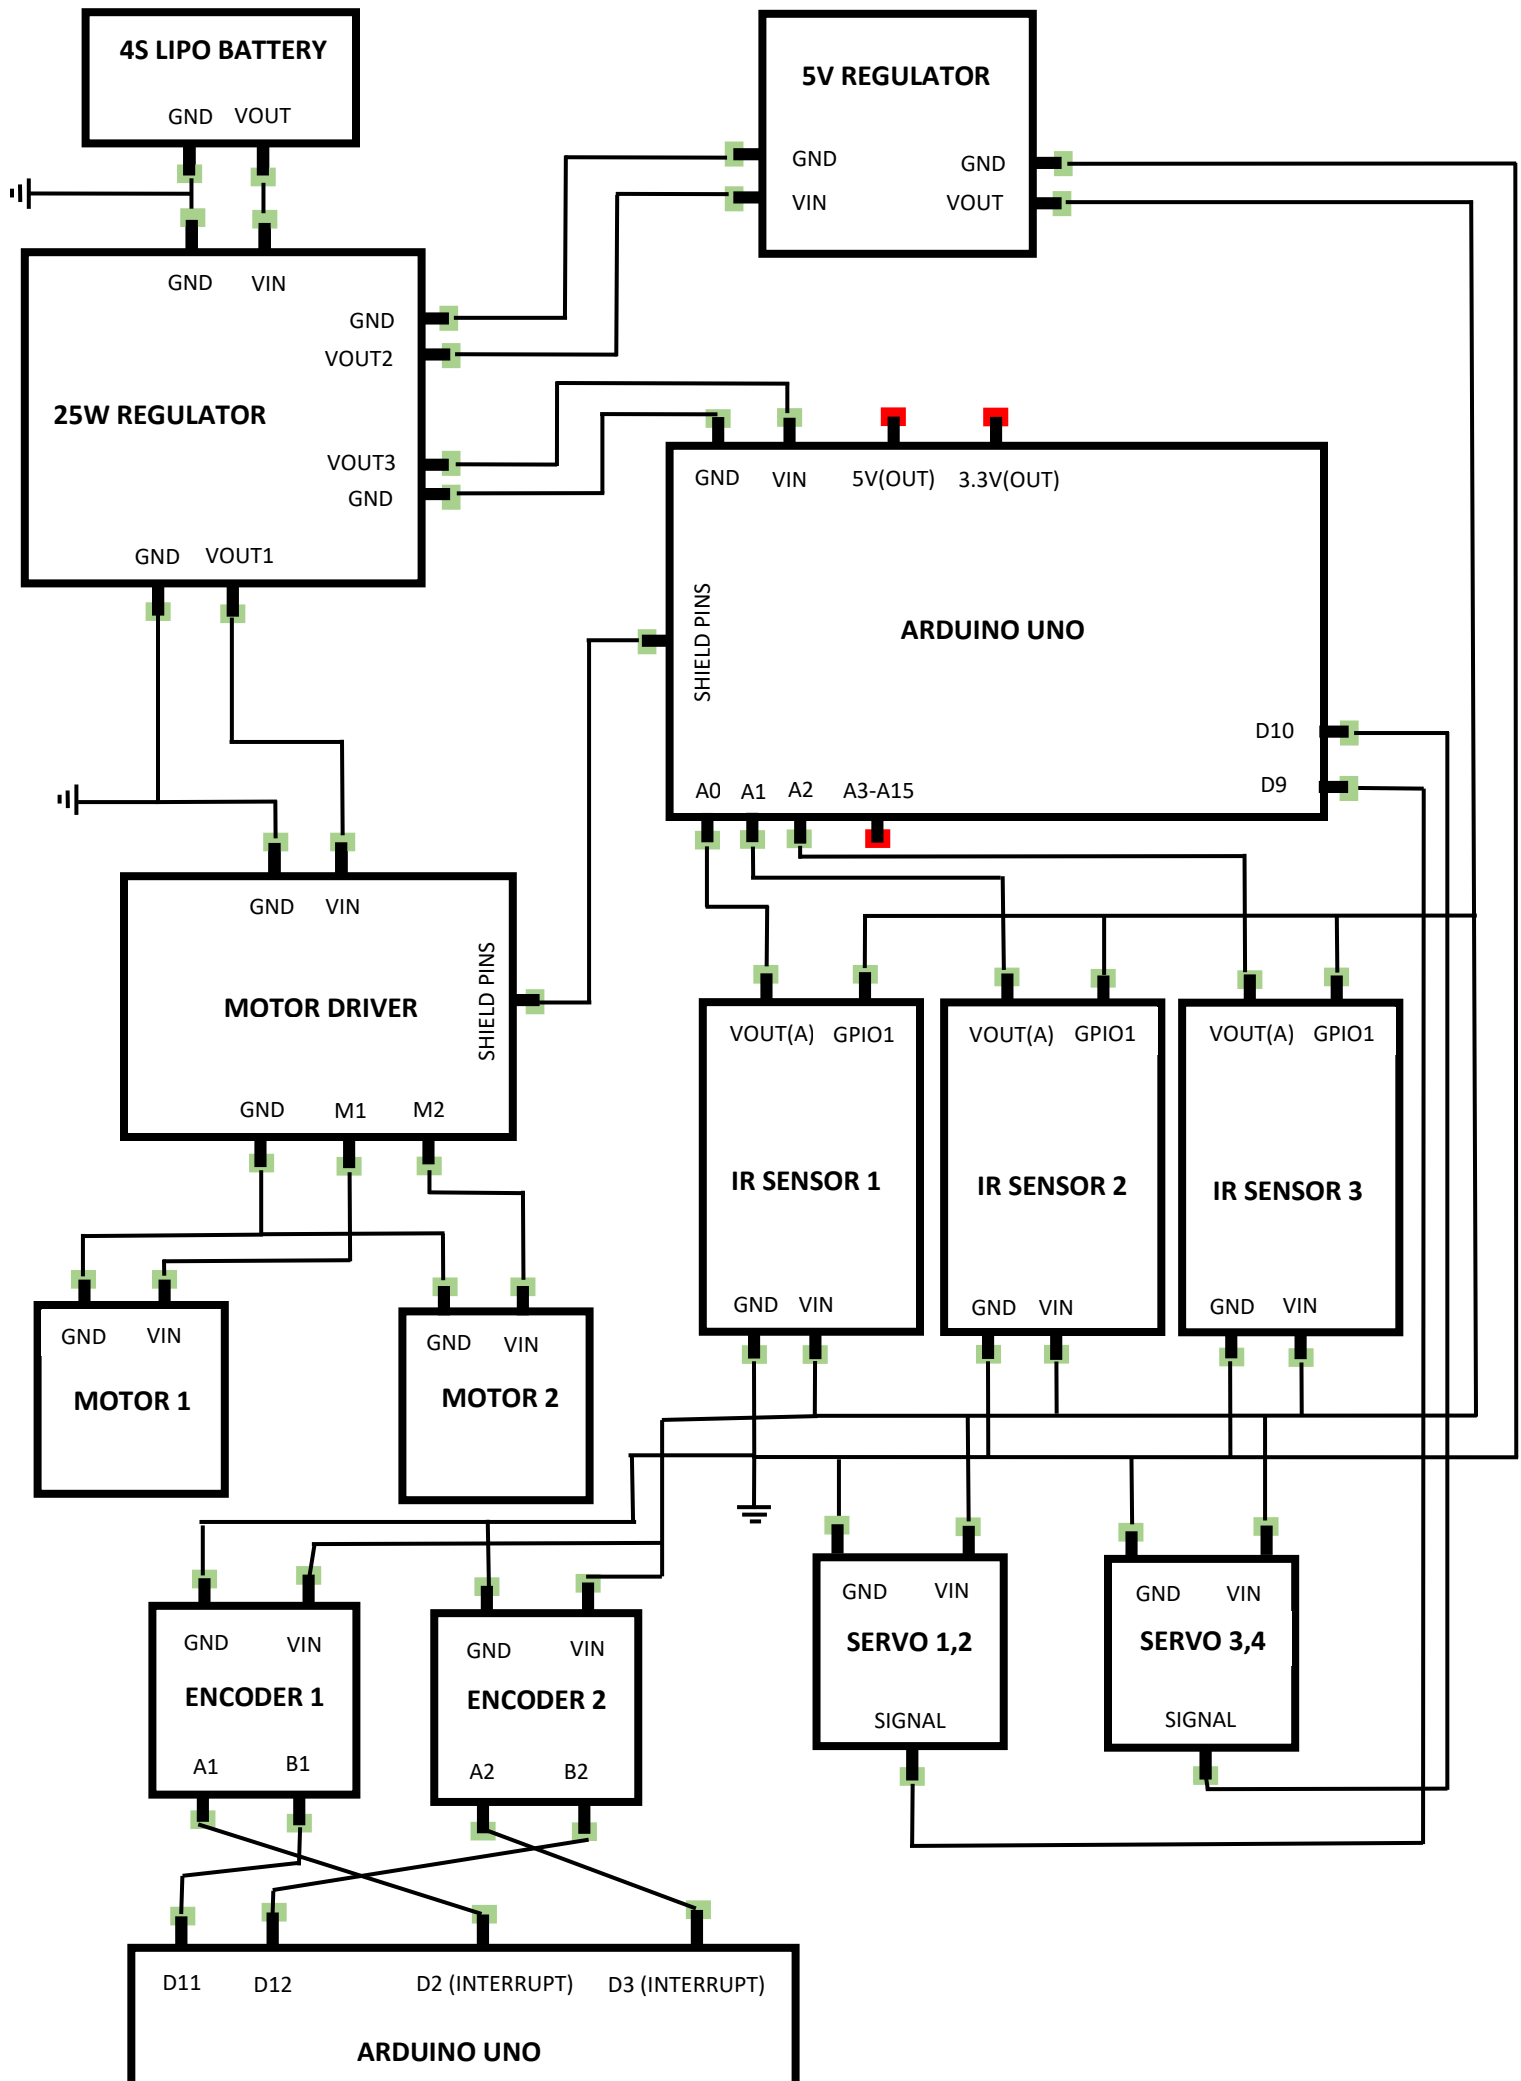 4S LIPO BATTERY
GND VOUT
5V REGULATOR
GND
VIN
GND
VOUT
GND VIN
GND
VOUT2
25W REGULATOR
VOUT3
GND
GND VOUT1
GND VIN 5V(OUT) 3.3V(OUT)
SHIELD PINS
ARDUINO UNO
D10
D9
A0 A1 A2 A3-A15
GND VIN
SHIELD PINS
MOTOR DRIVER
GND M1 M2
VOUT(A) GPIO1
IR SENSOR 1
GND VIN
VOUT(A) GPIO1
IR SENSOR 2
GND VIN
VOUT(A) GPIO1
IR SENSOR 3
GND VIN
GND VIN
MOTOR 1
GND VIN
MOTOR 2
GND VIN
ENCODER 1
A1 B1
GND VIN
ENCODER 2
A2 B2
GND VIN
SERVO 1,2
SIGNAL
GND VIN
SERVO 3,4
SIGNAL
D11 D12 D2 (INTERRUPT) D3 (INTERRUPT)
ARDUINO UNO